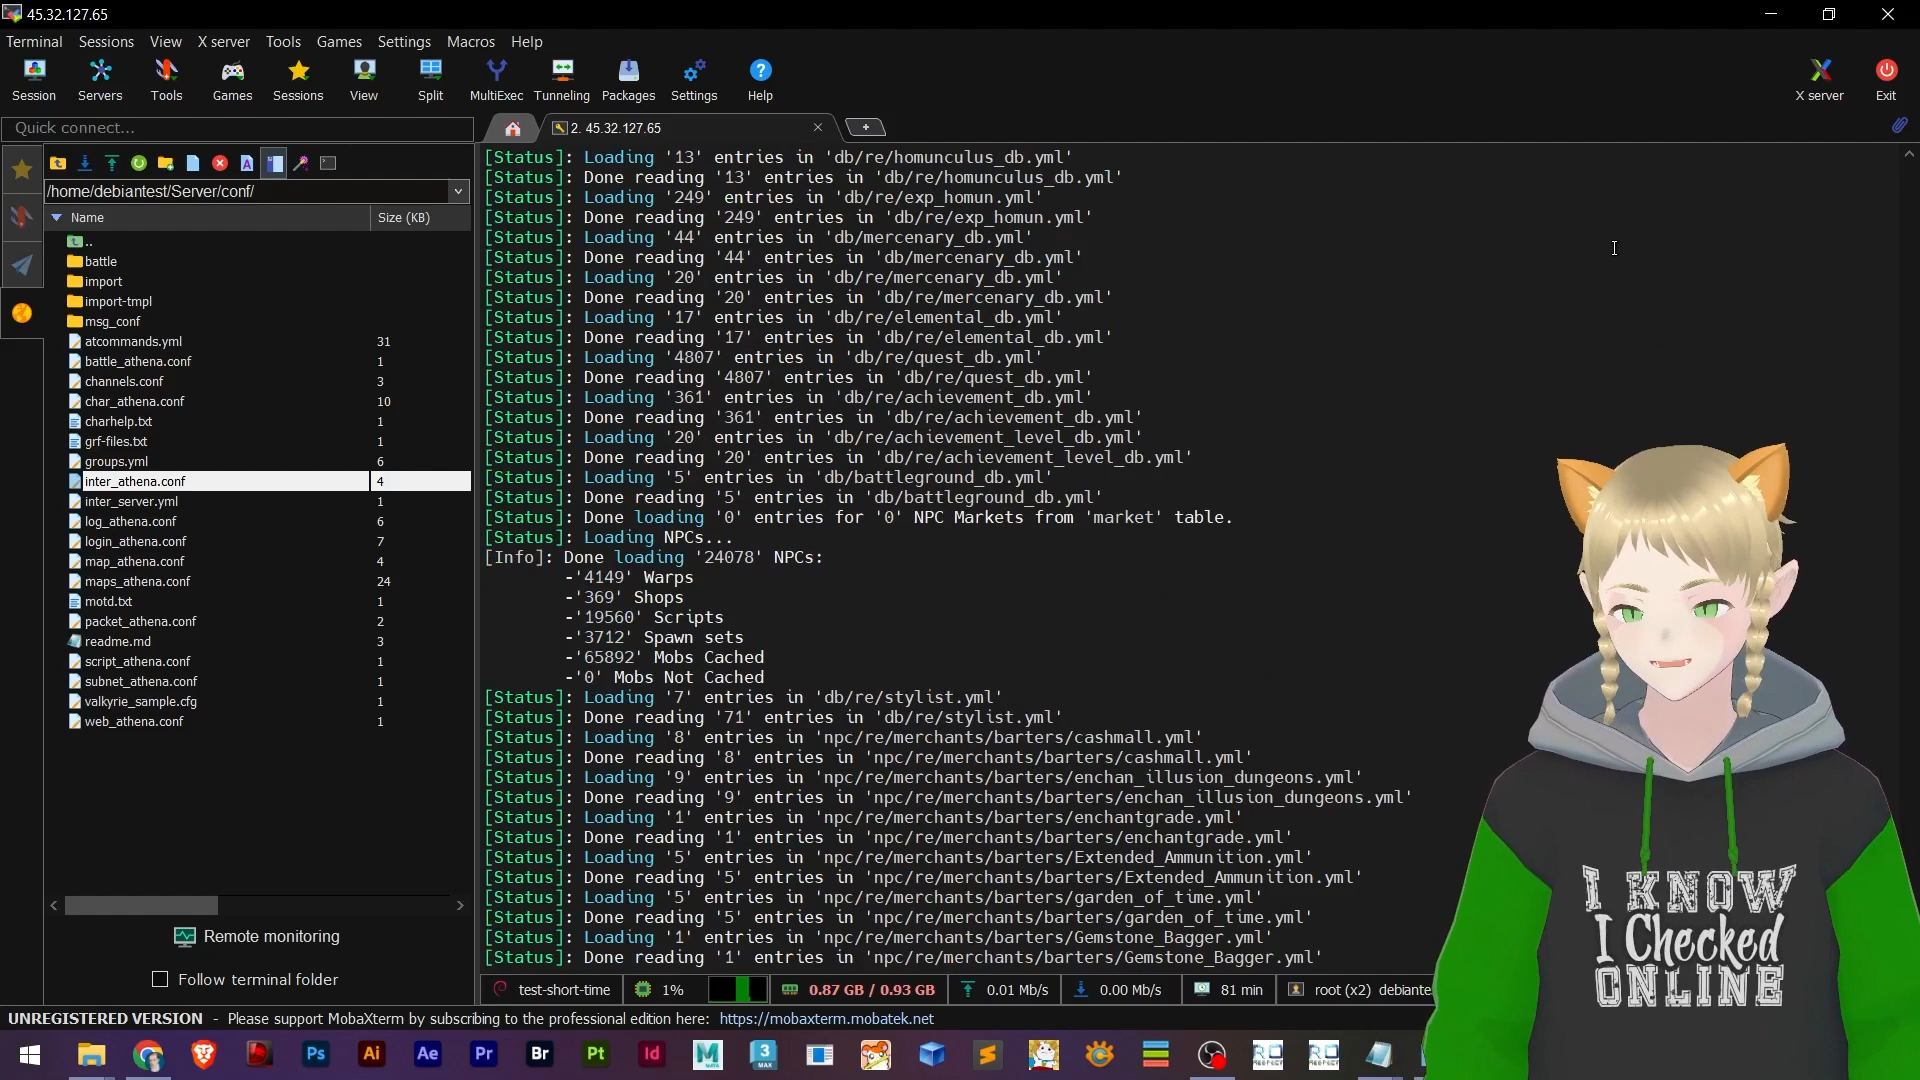 45.32.127.65
Terminal Sessions View X server Tools Games Settings Macros Help
Session Servers Tools Games Sessions View Split MultiExec Tunneling Packages Settings Help X server Exit
Quick connect...
2. 45.32.127.65
/home/debiantest/Server/conf/
Name Size (KB)
..
battle
import
import-tmpl
msg_conf
atcommands.yml 31
battle_athena.conf 1
channels.conf 3
char_athena.conf 10
charhelp.txt 1
grf-files.txt 1
groups.yml 6
inter_athena.conf 4
inter_server.yml 1
log_athena.conf 6
login_athena.conf 7
map_athena.conf 4
maps_athena.conf 24
motd.txt 1
packet_athena.conf 2
readme.md 3
script_athena.conf 1
subnet_athena.conf 1
valkyrie_sample.cfg 1
web_athena.conf 1
Remote monitoring
Follow terminal folder
[Status]: Loading '13' entries in 'db/re/homunculus_db.yml'
[Status]: Done reading '13' entries in 'db/re/homunculus_db.yml'
[Status]: Loading '249' entries in 'db/re/exp_homun.yml'
[Status]: Done reading '249' entries in 'db/re/exp_homun.yml'
[Status]: Loading '44' entries in 'db/mercenary_db.yml'
[Status]: Done reading '44' entries in 'db/mercenary_db.yml'
[Status]: Loading '20' entries in 'db/re/mercenary_db.yml'
[Status]: Done reading '20' entries in 'db/re/mercenary_db.yml'
[Status]: Loading '17' entries in 'db/re/elemental_db.yml'
[Status]: Done reading '17' entries in 'db/re/elemental_db.yml'
[Status]: Loading '4807' entries in 'db/re/quest_db.yml'
[Status]: Done reading '4807' entries in 'db/re/quest_db.yml'
[Status]: Loading '361' entries in 'db/re/achievement_db.yml'
[Status]: Done reading '361' entries in 'db/re/achievement_db.yml'
[Status]: Loading '20' entries in 'db/re/achievement_level_db.yml'
[Status]: Done reading '20' entries in 'db/re/achievement_level_db.yml'
[Status]: Loading '5' entries in 'db/battleground_db.yml'
[Status]: Done reading '5' entries in 'db/battleground_db.yml'
[Status]: Done loading '0' entries for '0' NPC Markets from 'market' table.
[Status]: Loading NPCs...
[Info]: Done loading '24078' NPCs:
-'4149' Warps
-'369' Shops
-'19560' Scripts
-'3712' Spawn sets
-'65892' Mobs Cached
-'0' Mobs Not Cached
[Status]: Loading '7' entries in 'db/re/stylist.yml'
[Status]: Done reading '71' entries in 'db/re/stylist.yml'
[Status]: Loading '8' entries in 'npc/re/merchants/barters/cashmall.yml'
[Status]: Done reading '8' entries in 'npc/re/merchants/barters/cashmall.yml'
[Status]: Loading '9' entries in 'npc/re/merchants/barters/enchan_illusion_dungeons.yml'
[Status]: Done reading '9' entries in 'npc/re/merchants/barters/enchan_illusion_dungeons.yml'
[Status]: Loading '1' entries in 'npc/re/merchants/barters/enchantgrade.yml'
[Status]: Done reading '1' entries in 'npc/re/merchants/barters/enchantgrade.yml'
[Status]: Loading '5' entries in 'npc/re/merchants/barters/Extended_Ammunition.yml'
[Status]: Done reading '5' entries in 'npc/re/merchants/barters/Extended_Ammunition.yml'
[Status]: Loading '5' entries in 'npc/re/merchants/barters/garden_of_time.yml'
[Status]: Done reading '5' entries in 'npc/re/merchants/barters/garden_of_time.yml'
[Status]: Loading '1' entries in 'npc/re/merchants/barters/Gemstone_Bagger.yml'
[Status]: Done reading '1' entries in 'npc/re/merchants/barters/Gemstone_Bagger.yml'
I KNOW
I Checked
ONLINE
test-short-time 1% 0.87 GB / 0.93 GB 0.01 Mb/s 0.00 Mb/s 81 min root (x2) debiante
UNREGISTERED VERSION - Please support MobaXterm by subscribing to the professional edition here: https://mobaxterm.mobatek.net
Ps Ai Ae Pr Br Pt Id M 3